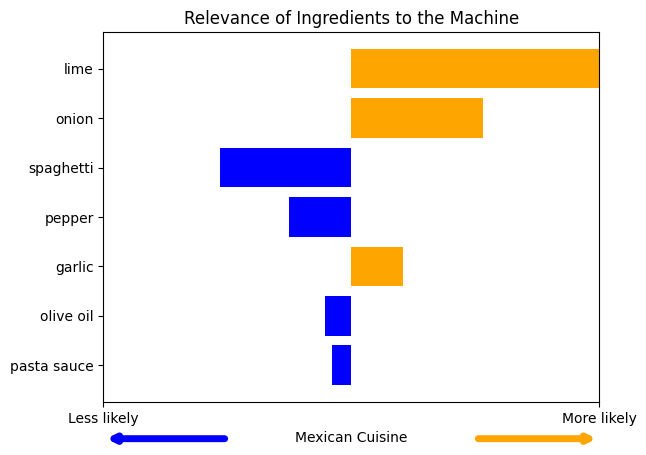 Relevance of Ingredients to the Machine
lime
onion
spaghetti
pepper
garlic
olive oil
pasta sauce
Less likely
More likely
Mexican Cuisine